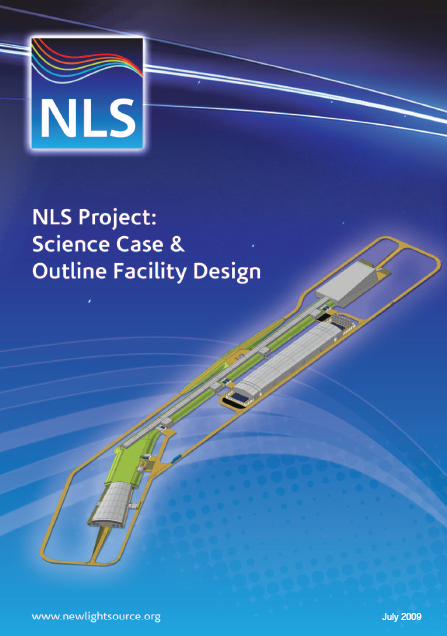 NLS
NLS Project:
Science Case &
Outline Facility Design
www.newlightsource.org
July 2009